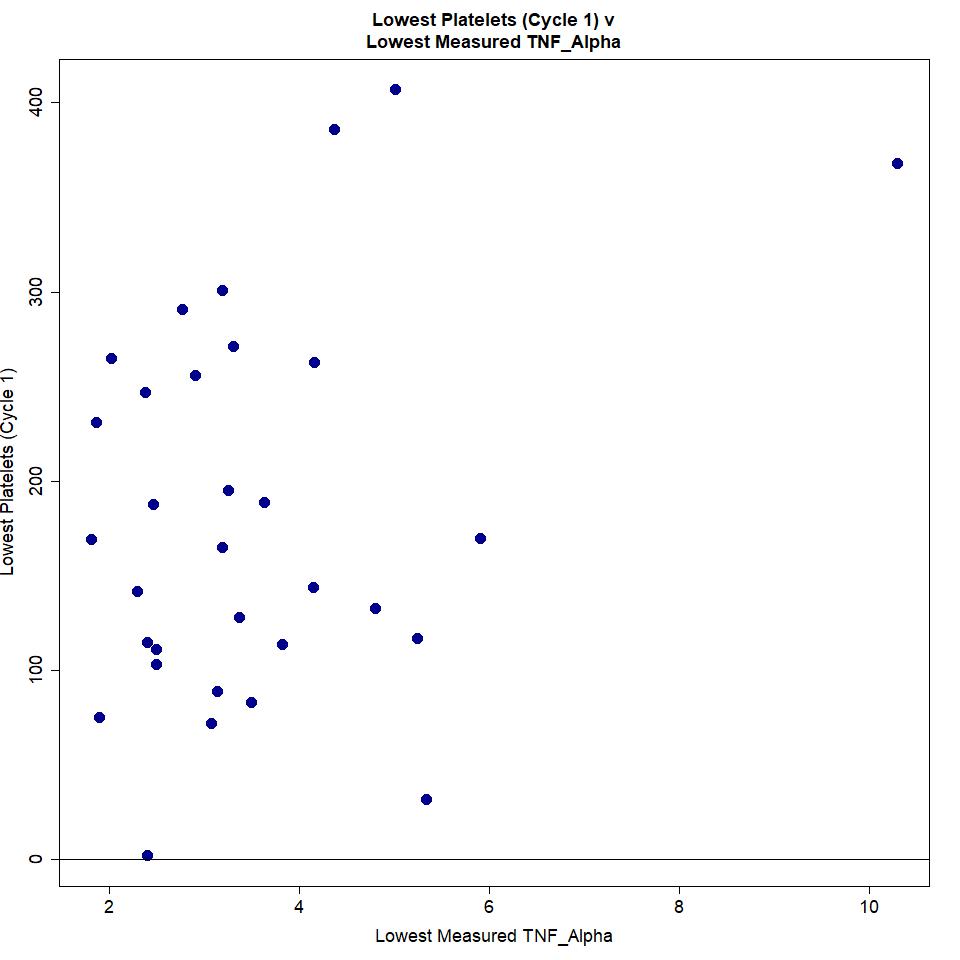 Lowest Platelets (Cycle 1) v
Lowest Measured TNF_Alpha
400
300
200
100
0
Lowest Platelets (Cycle 1)
2 4 6 8 10
Lowest Measured TNF_Alpha